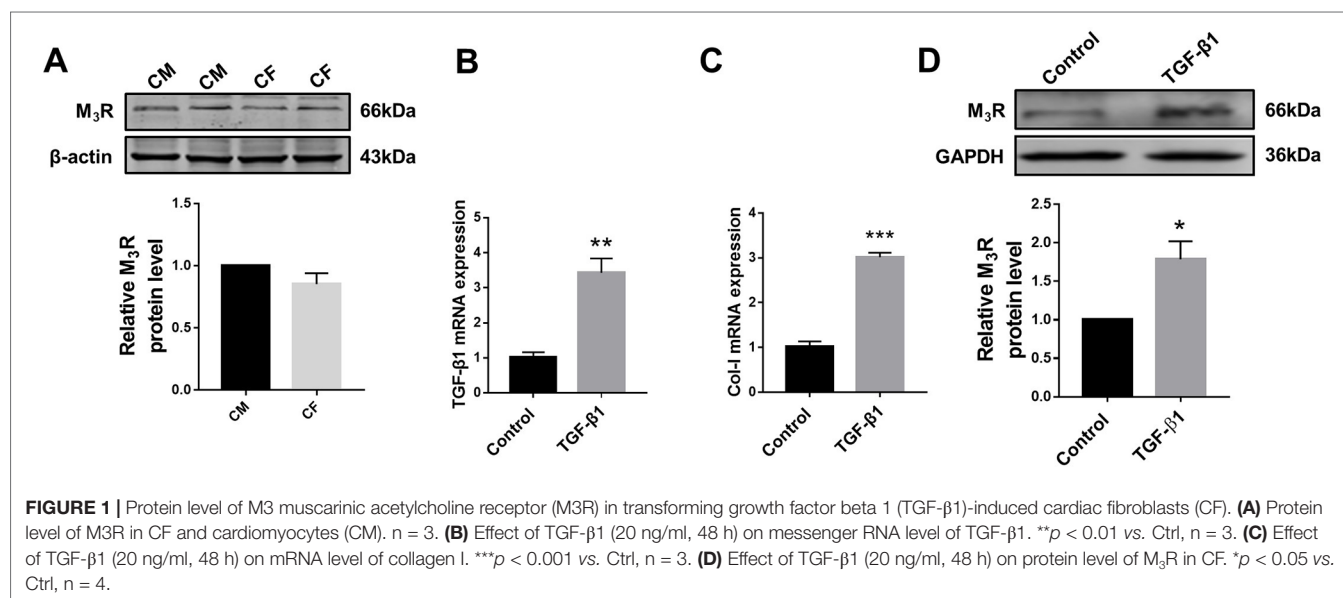 A
CM CM CF CF
M₃R 66kDa
β-actin 43kDa
Relative M₃R
protein level
1.5
1.0
0.5
0.0
CM CF
B
TGF-β1 mRNA expression
5
4
3
2
1
0
**
Control TGF-β1
C
Col-I mRNA expression
4
3
2
1
0
***
Control TGF-β1
D
Control TGF-β1
M₃R 66kDa
GAPDH 36kDa
Relative M₃R
protein level
2.5
2.0
1.5
1.0
0.5
0.0
*
Control TGF-β1
FIGURE 1 | Protein level of M3 muscarinic acetylcholine receptor (M3R) in transforming growth factor beta 1 (TGF-β1)-induced cardiac fibroblasts (CF). (A) Protein
level of M3R in CF and cardiomyocytes (CM). n = 3. (B) Effect of TGF-β1 (20 ng/ml, 48 h) on messenger RNA level of TGF-β1. **p < 0.01 vs. Ctrl, n = 3. (C) Effect
of TGF-β1 (20 ng/ml, 48 h) on mRNA level of collagen I. ***p < 0.001 vs. Ctrl, n = 3. (D) Effect of TGF-β1 (20 ng/ml, 48 h) on protein level of M₃R in CF. *p < 0.05 vs.
Ctrl, n = 4.